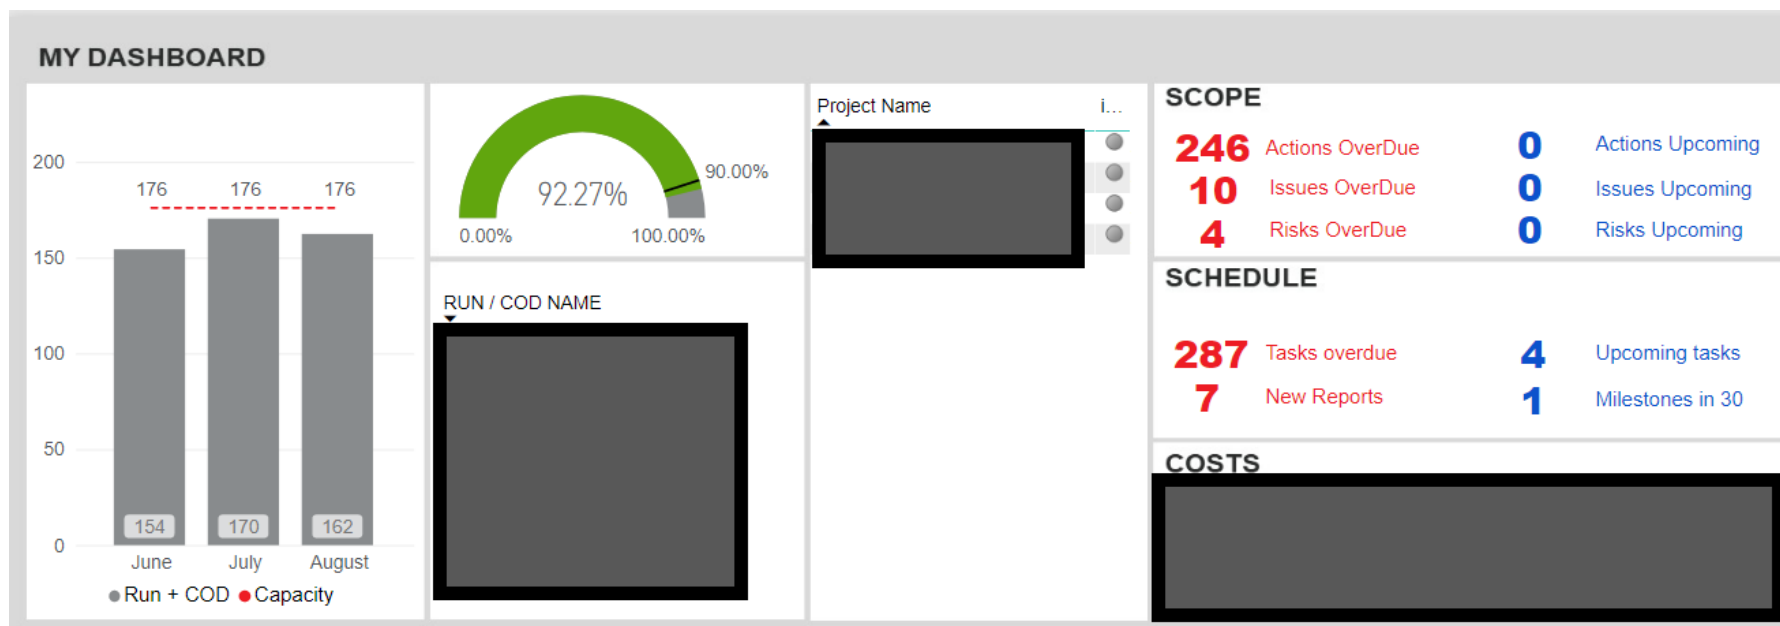 MY DASHBOARD
200
150
100
50
0
176 176 176
154 170 162
June July August
Run + COD Capacity
92.27%
90.00%
0.00% 100.00%
RUN / COD NAME
Project Name i...
SCOPE
246 Actions OverDue 0 Actions Upcoming
10 Issues OverDue 0 Issues Upcoming
4 Risks OverDue 0 Risks Upcoming
SCHEDULE
287 Tasks overdue 4 Upcoming tasks
7 New Reports 1 Milestones in 30
COSTS